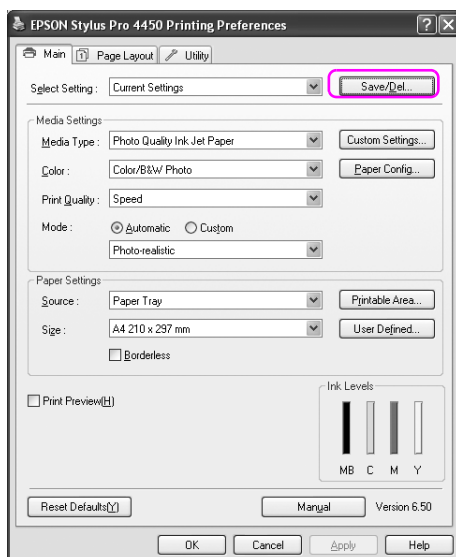 EPSON Stylus Pro 4450 Printing Preferences
Main Page Layout Utility
Select Setting : Current Settings Save/Del...
Media Settings
Media Type : Photo Quality Ink Jet Paper Custom Settings...
Color : Color/B&W Photo Paper Config...
Print Quality : Speed
Mode : Automatic Custom
Photo-realistic
Paper Settings
Source : Paper Tray Printable Area...
Size : A4 210 x 297 mm User Defined...
Borderless
Print Preview(H)
Ink Levels
MB C M Y
Reset Defaults(Y) Manual Version 6.50
OK Cancel Apply Help